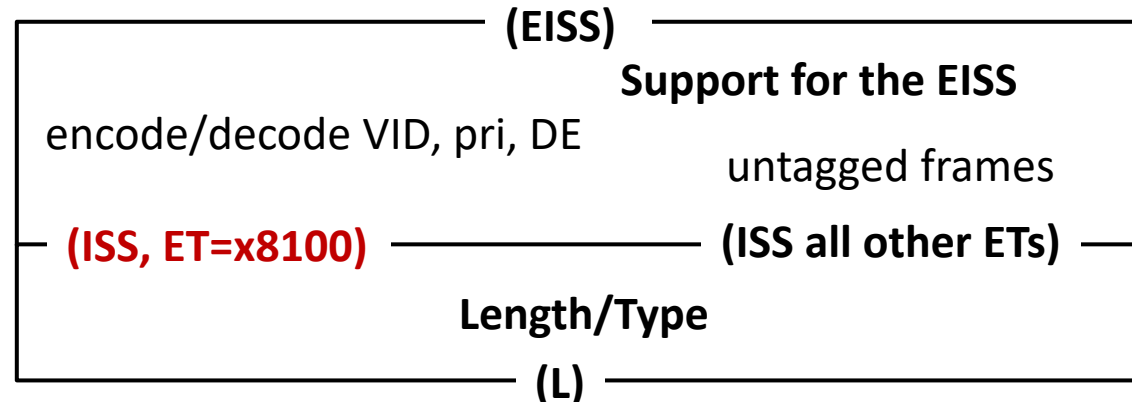 (EISS)
Support for the EISS
encode/decode VID, pri, DE
untagged frames
(ISS, ET=x8100)
(ISS all other ETs)
Length/Type
(L)